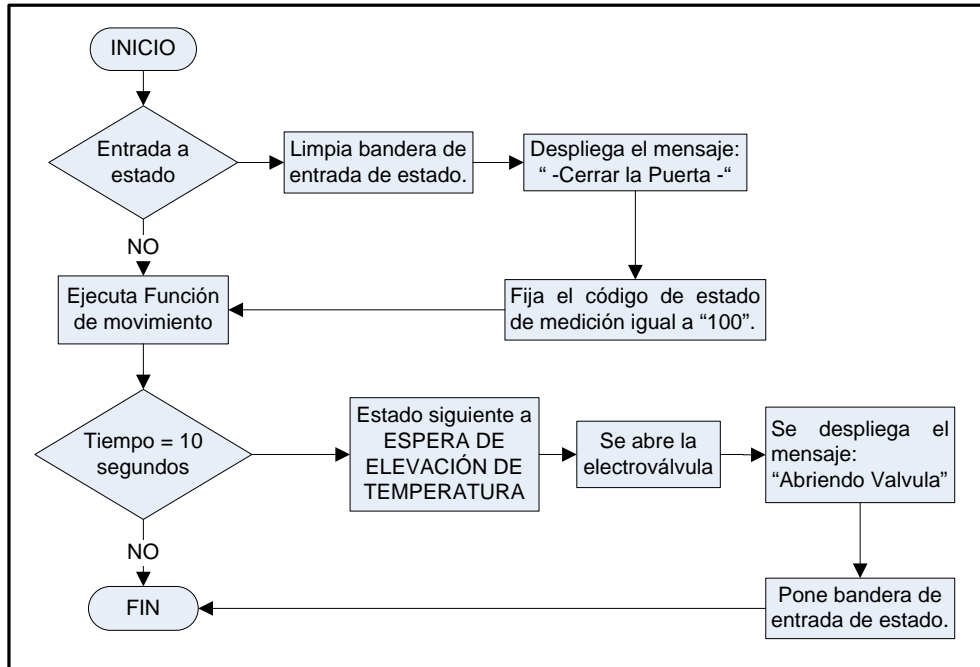 INICIO
Entrada a
estado
Limpia bandera de
entrada de estado.
Despliega el mensaje:
“ -Cerrar la Puerta -“
NO
Ejecuta Función
de movimiento
Fija el código de estado
de medición igual a “100”.
Tiempo = 10
segundos
Estado siguiente a
ESPERA DE
ELEVACIÓN DE
TEMPERATURA
Se abre la
electroválvula
Se despliega el
mensaje:
“Abriendo Valvula”
NO
FIN
Pone bandera de
entrada de estado.